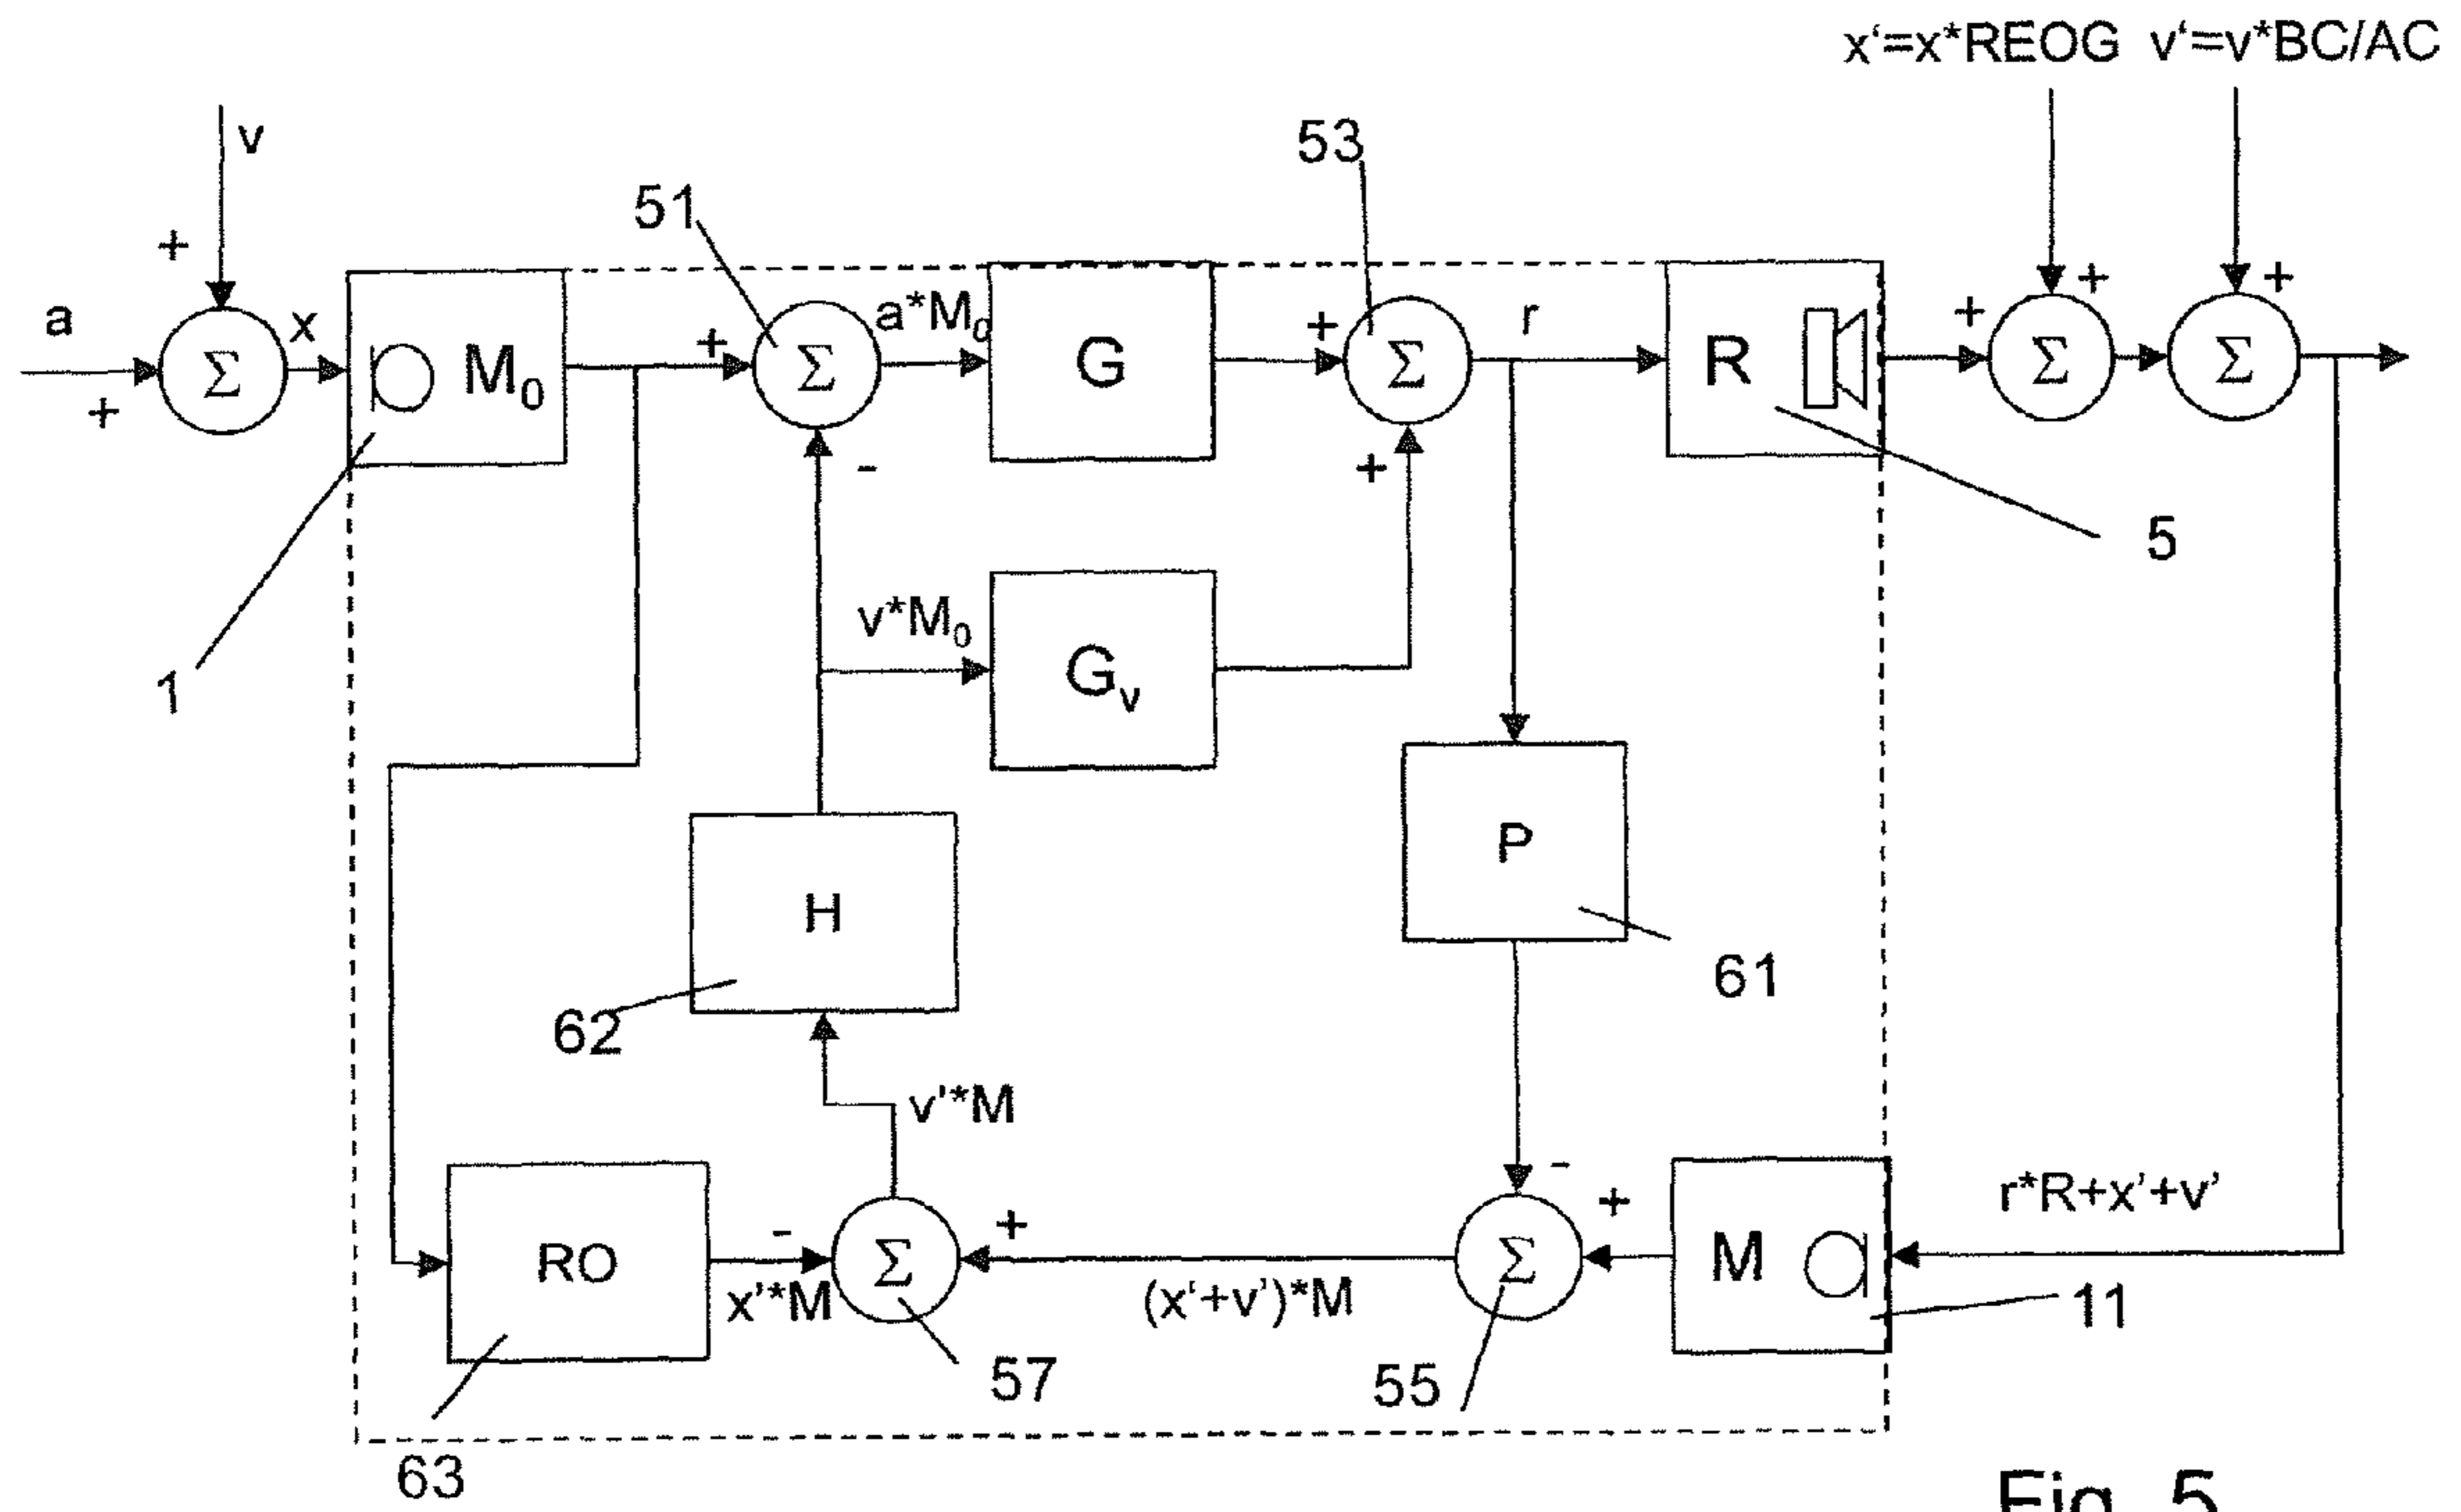 x‘=x*REOG v‘=v*BC/AC
v
53
51
+
a
x
M₀
+
a*M₀
G
+
r
R
+
+
+
Σ
Σ
Σ
Σ
Σ
+
-
+
5
1
v*M₀
Gᵥ
P
H
61
62
v'*M
r*R+x’+v’
-
+
+
-
RO
Σ
Σ
M
x’*M
(x‘+v’)*M
11
57
55
63
Fig. 5